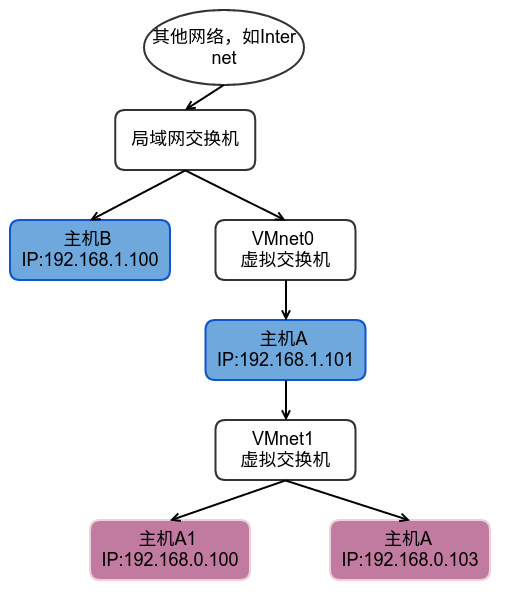 其他网络，如Inter
net
局域网交换机
主机B
IP:192.168.1.100
VMnet0
虚拟交换机
主机A
IP:192.168.1.101
VMnet1
虚拟交换机
主机A1
IP:192.168.0.100
主机A
IP:192.168.0.103